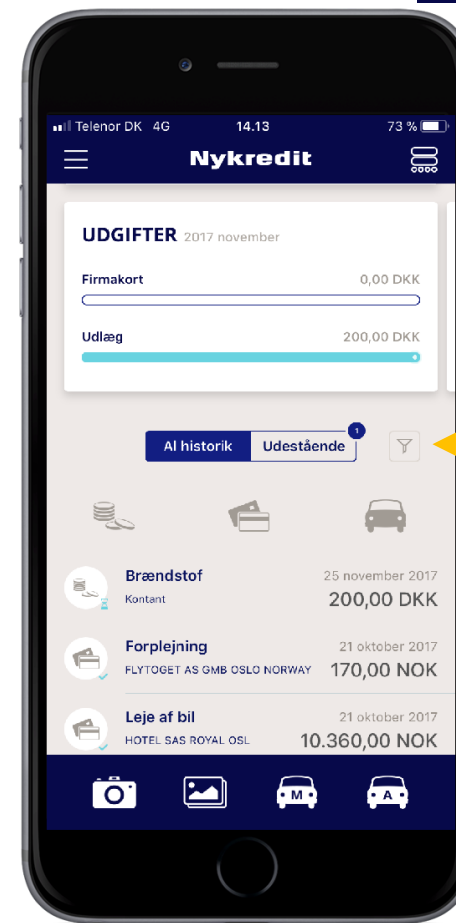 Telenor DK 4G 14.13 73 %
Nykredit
UDGIFTER 2017 november
Firmakort 0,00 DKK
Udlæg 200,00 DKK
Al historik Udestående 1
Brændstof 25 november 2017
Kontant 200,00 DKK
Forplejning 21 oktober 2017
FLYTOGET AS GMB OSLO NORWAY 170,00 NOK
Leje af bil 21 oktober 2017
HOTEL SAS ROYAL OSL 10.360,00 NOK
M A